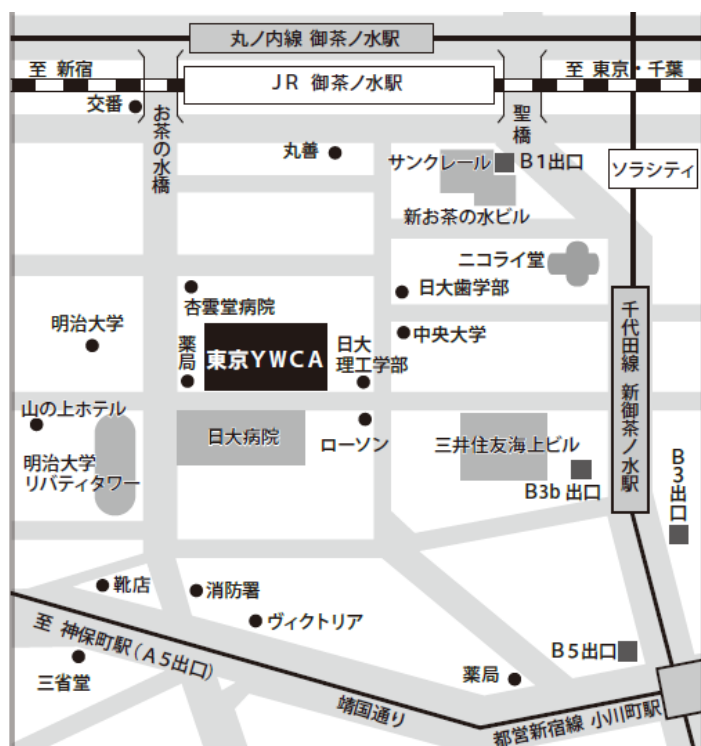 丸ノ内線 御茶ノ水駅
至 新宿
JR 御茶ノ水駅
至 東京・千葉
交番
お茶の水橋
聖橋
丸善
サンクレール
B1出口
ソラシティ
新お茶の水ビル
ニコライ堂
杏雲堂病院
日大歯学部
明治大学
薬局
東京YWCA
日大
理工学部
中央大学
千代田線 新御茶ノ水駅
山の上ホテル
日大病院
ローソン
三井住友海上ビル
明治大学
リバティタワー
B3b 出口
B3出口
靴店
消防署
ヴィクトリア
至 神保町駅(A5出口)
三省堂
B5出口
薬局
靖国通り
都営新宿線 小川町駅